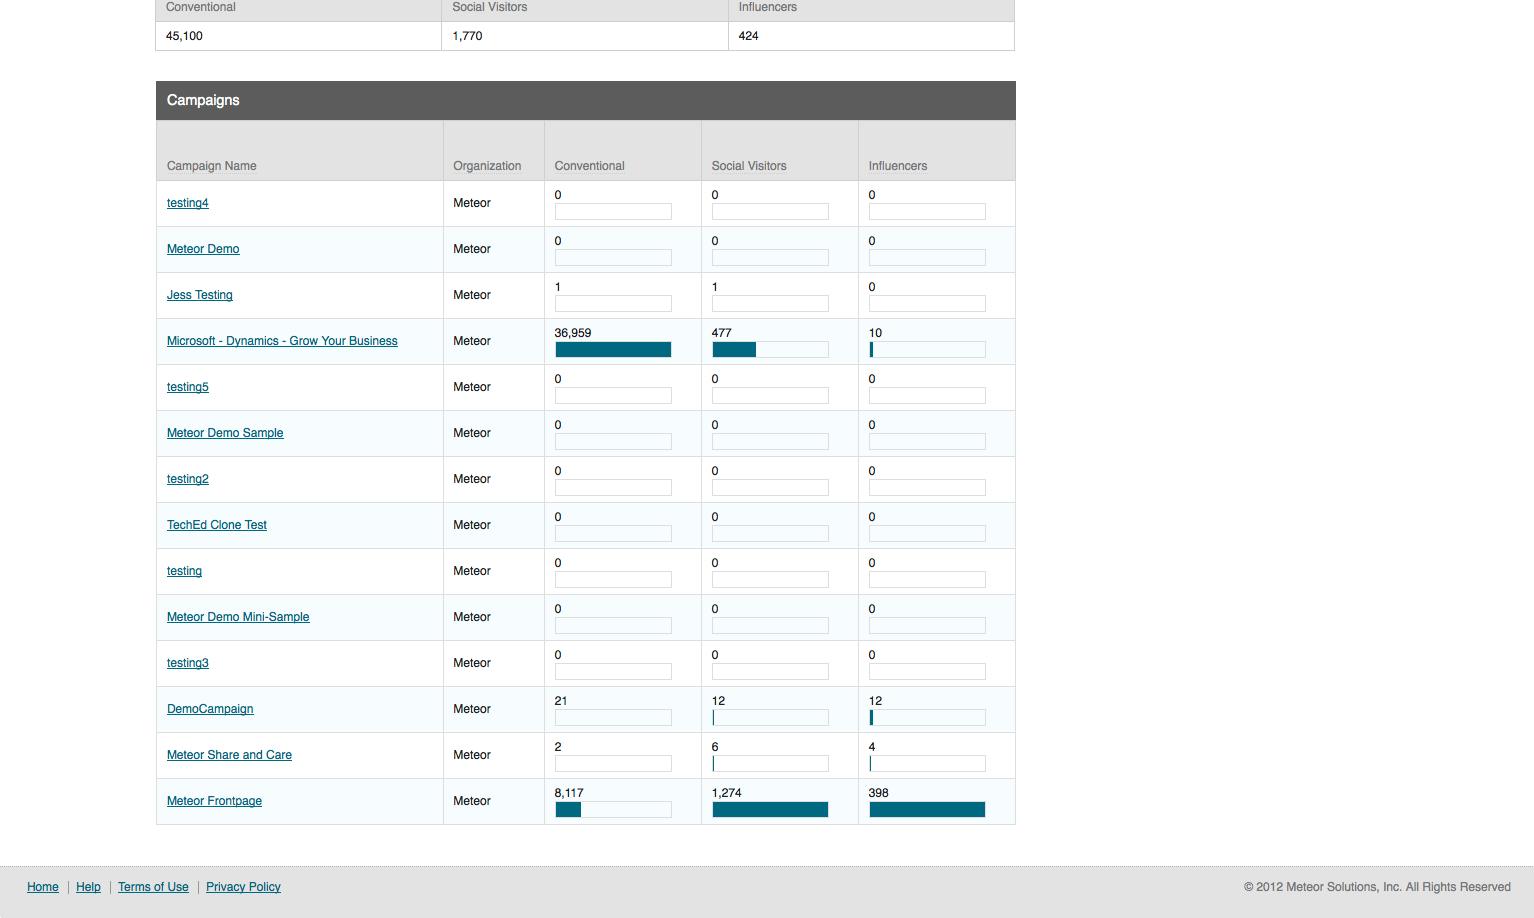 Conventional Social Visitors Influencers
45,100 1,770 424
Campaigns
Campaign Name Organization Conventional Social Visitors Influencers
testing4 Meteor 0 0 0
Meteor Demo Meteor 0 0 0
Jess Testing Meteor 1 1 0
Microsoft - Dynamics - Grow Your Business Meteor 36,959 477 10
testing5 Meteor 0 0 0
Meteor Demo Sample Meteor 0 0 0
testing2 Meteor 0 0 0
TechEd Clone Test Meteor 0 0 0
testing Meteor 0 0 0
Meteor Demo Mini-Sample Meteor 0 0 0
testing3 Meteor 0 0 0
DemoCampaign Meteor 21 12 12
Meteor Share and Care Meteor 2 6 4
Meteor Frontpage Meteor 8,117 1,274 398
Home | Help | Terms of Use | Privacy Policy © 2012 Meteor Solutions, Inc. All Rights Reserved